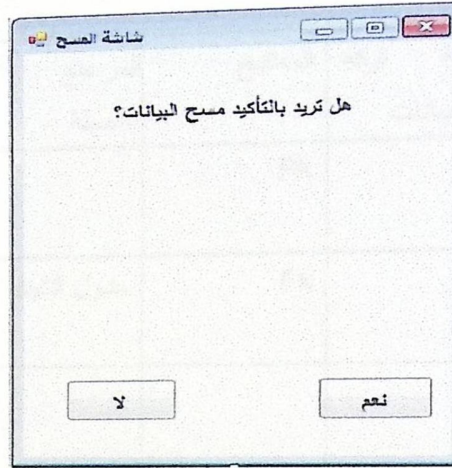 شاشة المسح
هل تريد بالتأكيد مسح البيانات؟
نعم
لا